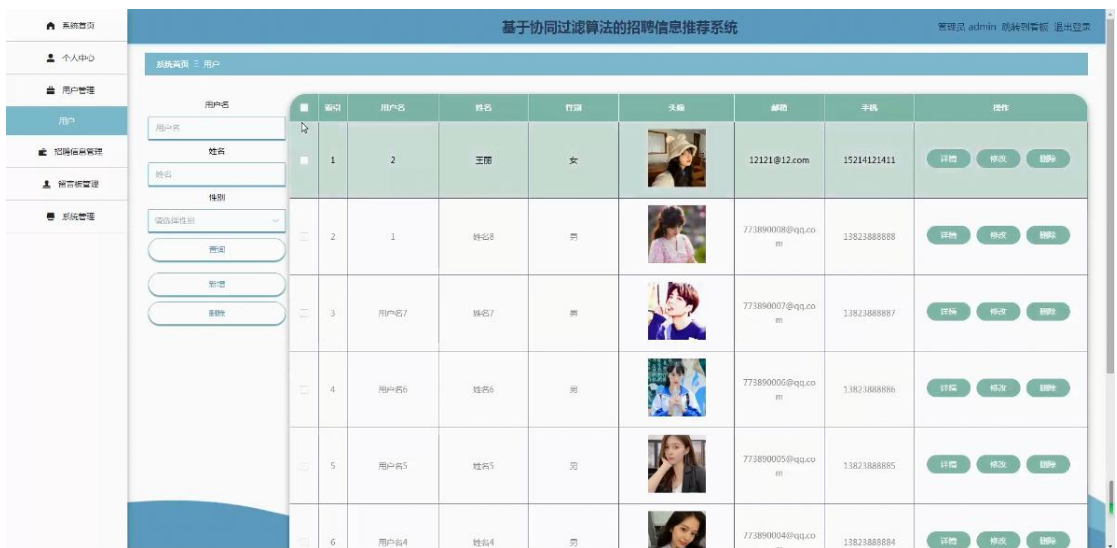 基于协同过滤算法的招聘信息推荐系统
管理员 admin 跳转到看板 退出登录
系统首页
个人中心
用户管理
用户
招聘信息管理
留言板管理
系统管理
系统首页 Ξ 用户
用户名
用户名
姓名
姓名
性别
请选择性别
查询
新增
删除
索引 用户名 姓名 性别 头像 邮箱 手机 操作
1 2 王丽 女 12121@12.com 15214121411 详情 修改 删除
2 1 姓名8 男 773890008@qq.co
m 13823888888 详情 修改 删除
3 用户名7 姓名7 男 773890007@qq.co
m 13823888887 详情 修改 删除
4 用户名6 姓名6 男 773890006@qq.co
m 13823888886 详情 修改 删除
5 用户名5 姓名5 男 773890005@qq.co
m 13823888885 详情 修改 删除
6 用户名4 姓名4 男 773890004@qq.co
13823888884 详情 修改 删除